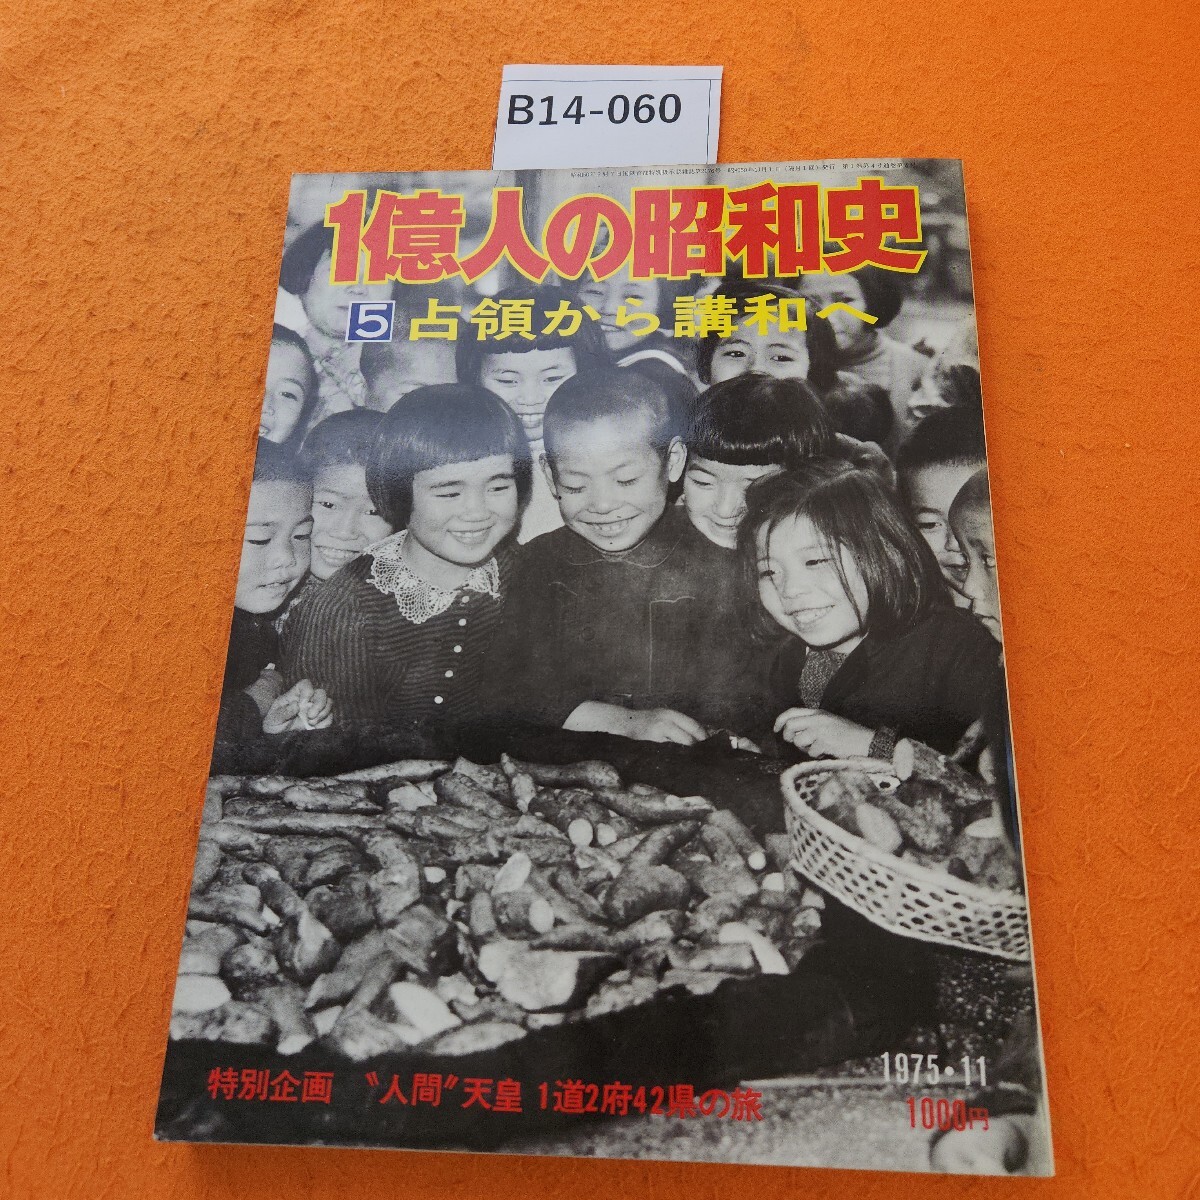 B14-060
1億人の昭和史
5 占領から講和へ
1975・11
1000円
特別企画 〝人間〟天皇 1道2府42県の旅